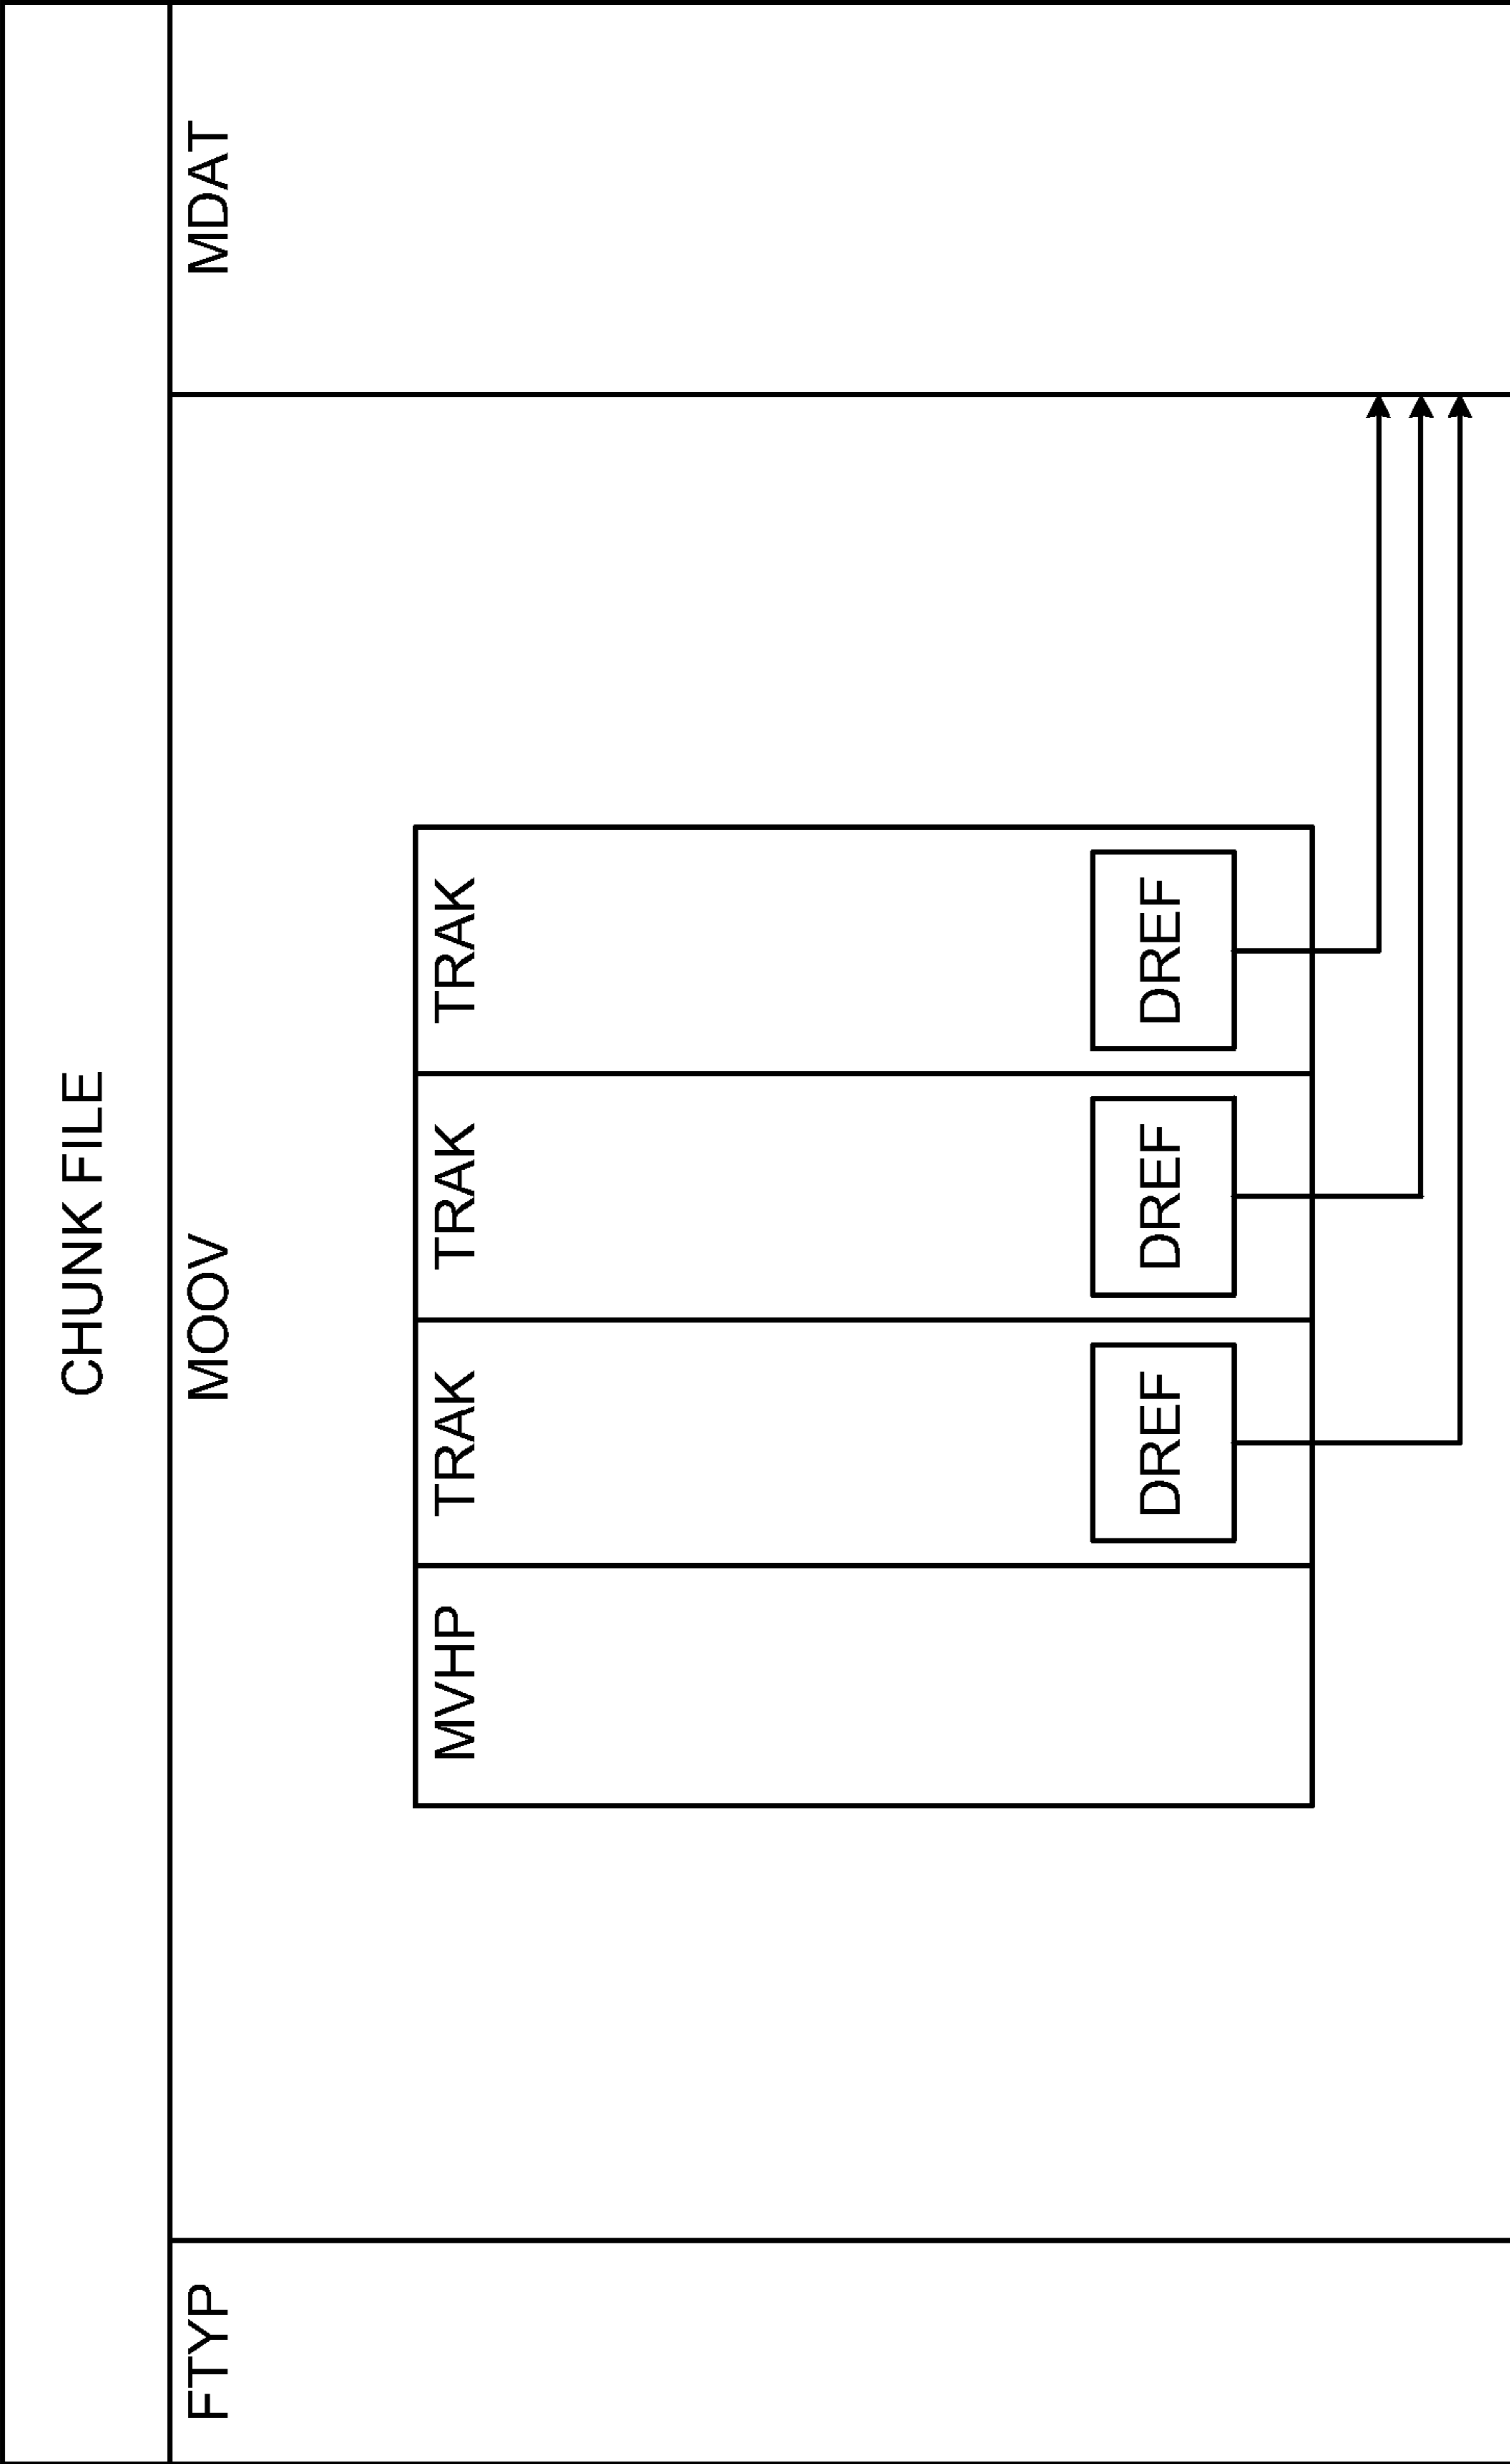 CHUNK FILE
FTYP
MOOV
MDAT
MVHP
TRAK
TRAK
TRAK
DREF
DREF
DREF